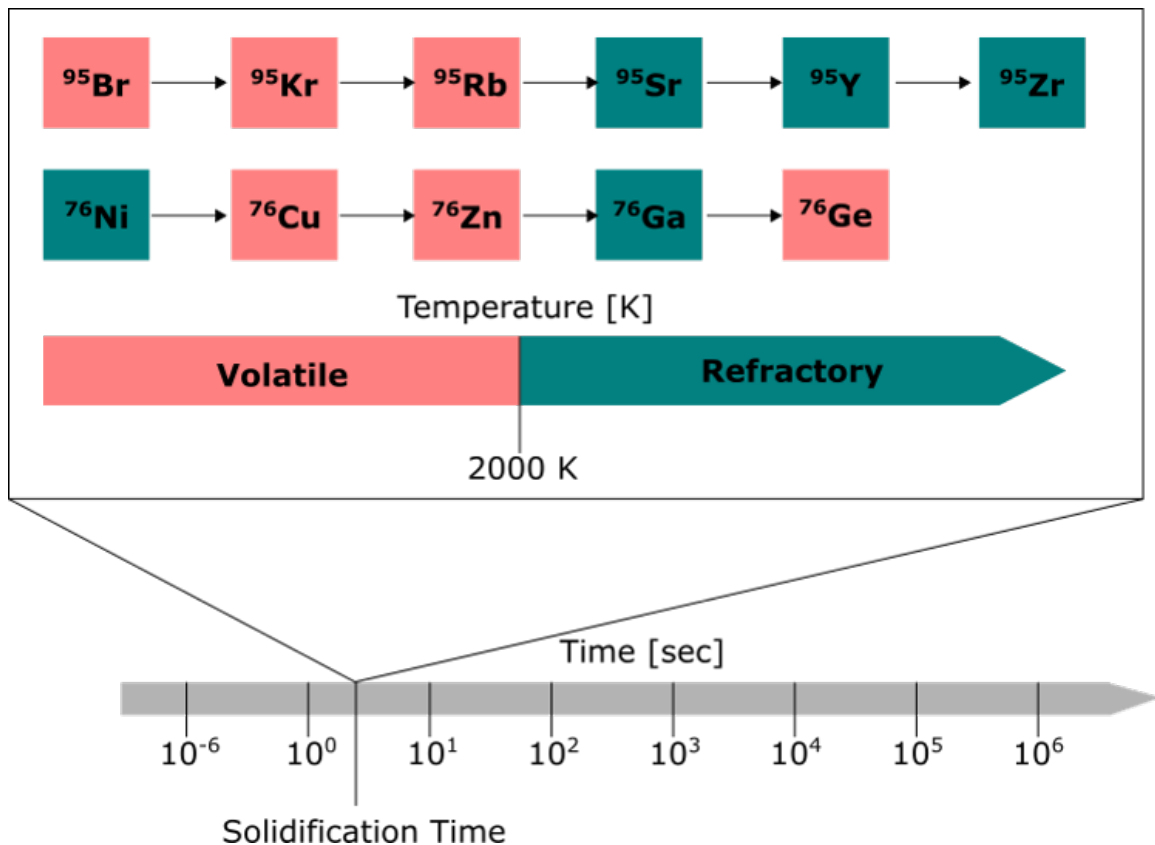 ⁹⁵Br ⁹⁵Kr ⁹⁵Rb ⁹⁵Sr ⁹⁵Y ⁹⁵Zr
⁷⁶Ni ⁷⁶Cu ⁷⁶Zn ⁷⁶Ga ⁷⁶Ge
Temperature [K]
Volatile Refractory
2000 K
Time [sec]
10⁻⁶ 10⁰ 10¹ 10² 10³ 10⁴ 10⁵ 10⁶
Solidification Time